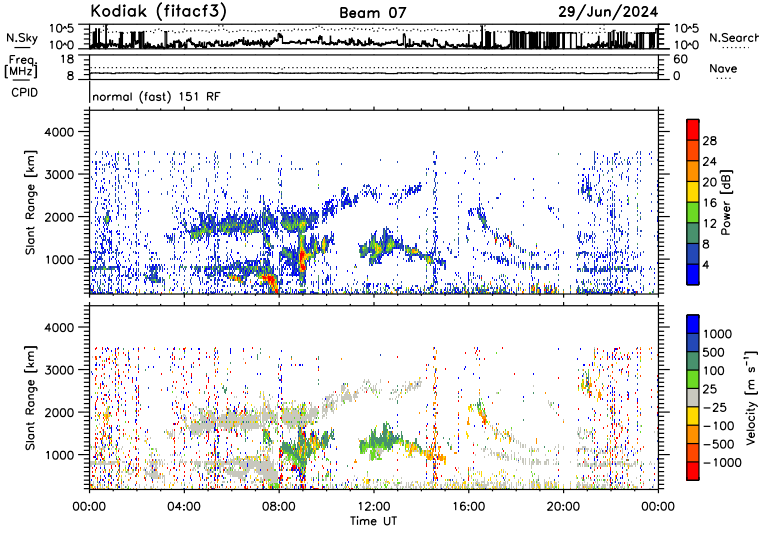 Kodiak (fitacf3) Beam 07 29/Jun/2024
N.Sky 10^5 10^0 10^5 10^0 N.Search
Freq. [MHz] 18 8 60 0 Nave
CPID normal (fast) 151 RF
Slant Range [km] 4000 3000 2000 1000
28 24 20 16 12 8 4 Power [dB]
Slant Range [km] 4000 3000 2000 1000
1000 500 100 25 −25 −100 −500 −1000 Velocity [m s⁻¹]
00:00 04:00 08:00 12:00 16:00 20:00 00:00
Time UT